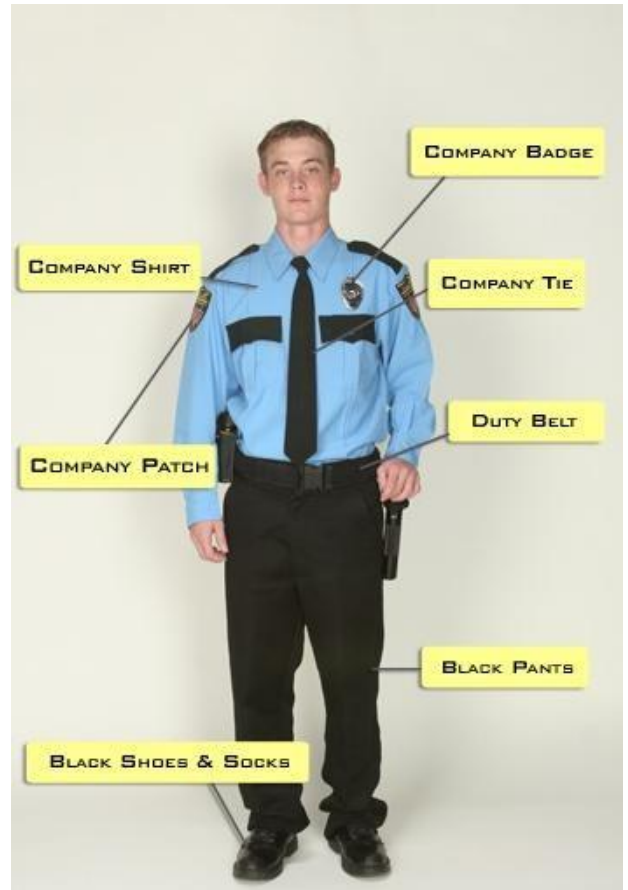 Company Badge
Company Shirt
Company Tie
Duty Belt
Company Patch
Black Pants
Black Shoes & Socks